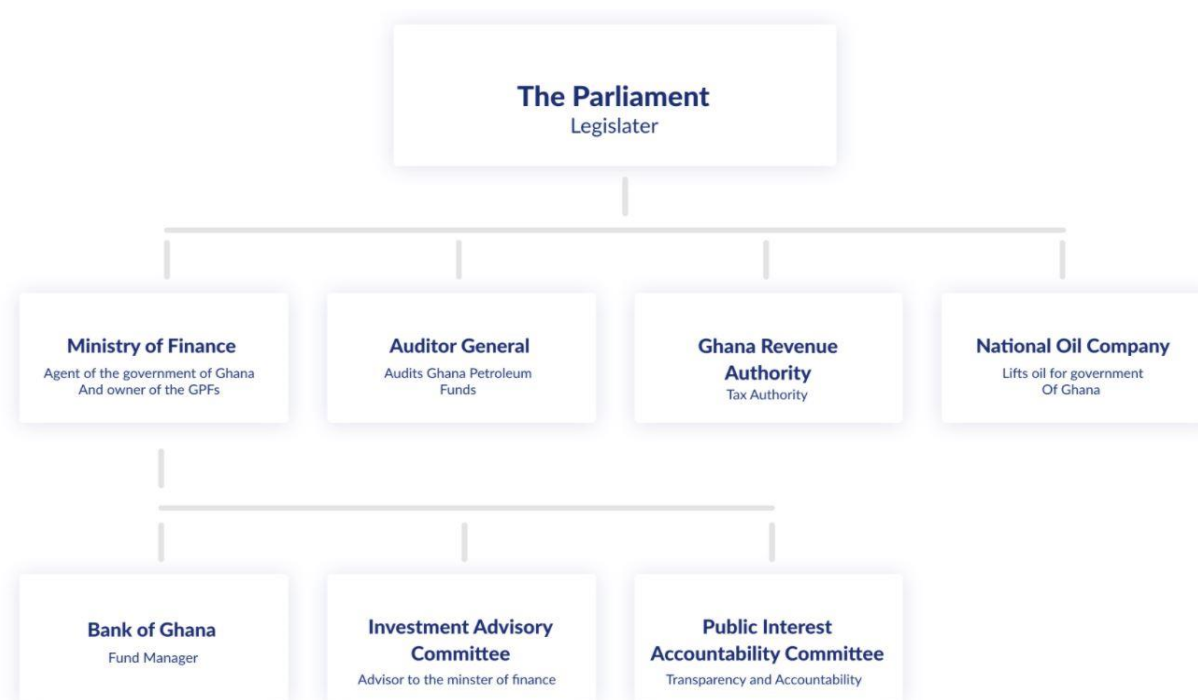 The Parliament
Legislater
Ministry of Finance
Agent of the government of Ghana
And owner of the GPFs
Auditor General
Audits Ghana Petroleum
Funds
Ghana Revenue
Authority
Tax Authority
National Oil Company
Lifts oil for government
Of Ghana
Bank of Ghana
Fund Manager
Investment Advisory
Committee
Advisor to the minster of finance
Public Interest
Accountability Committee
Transparency and Accountability